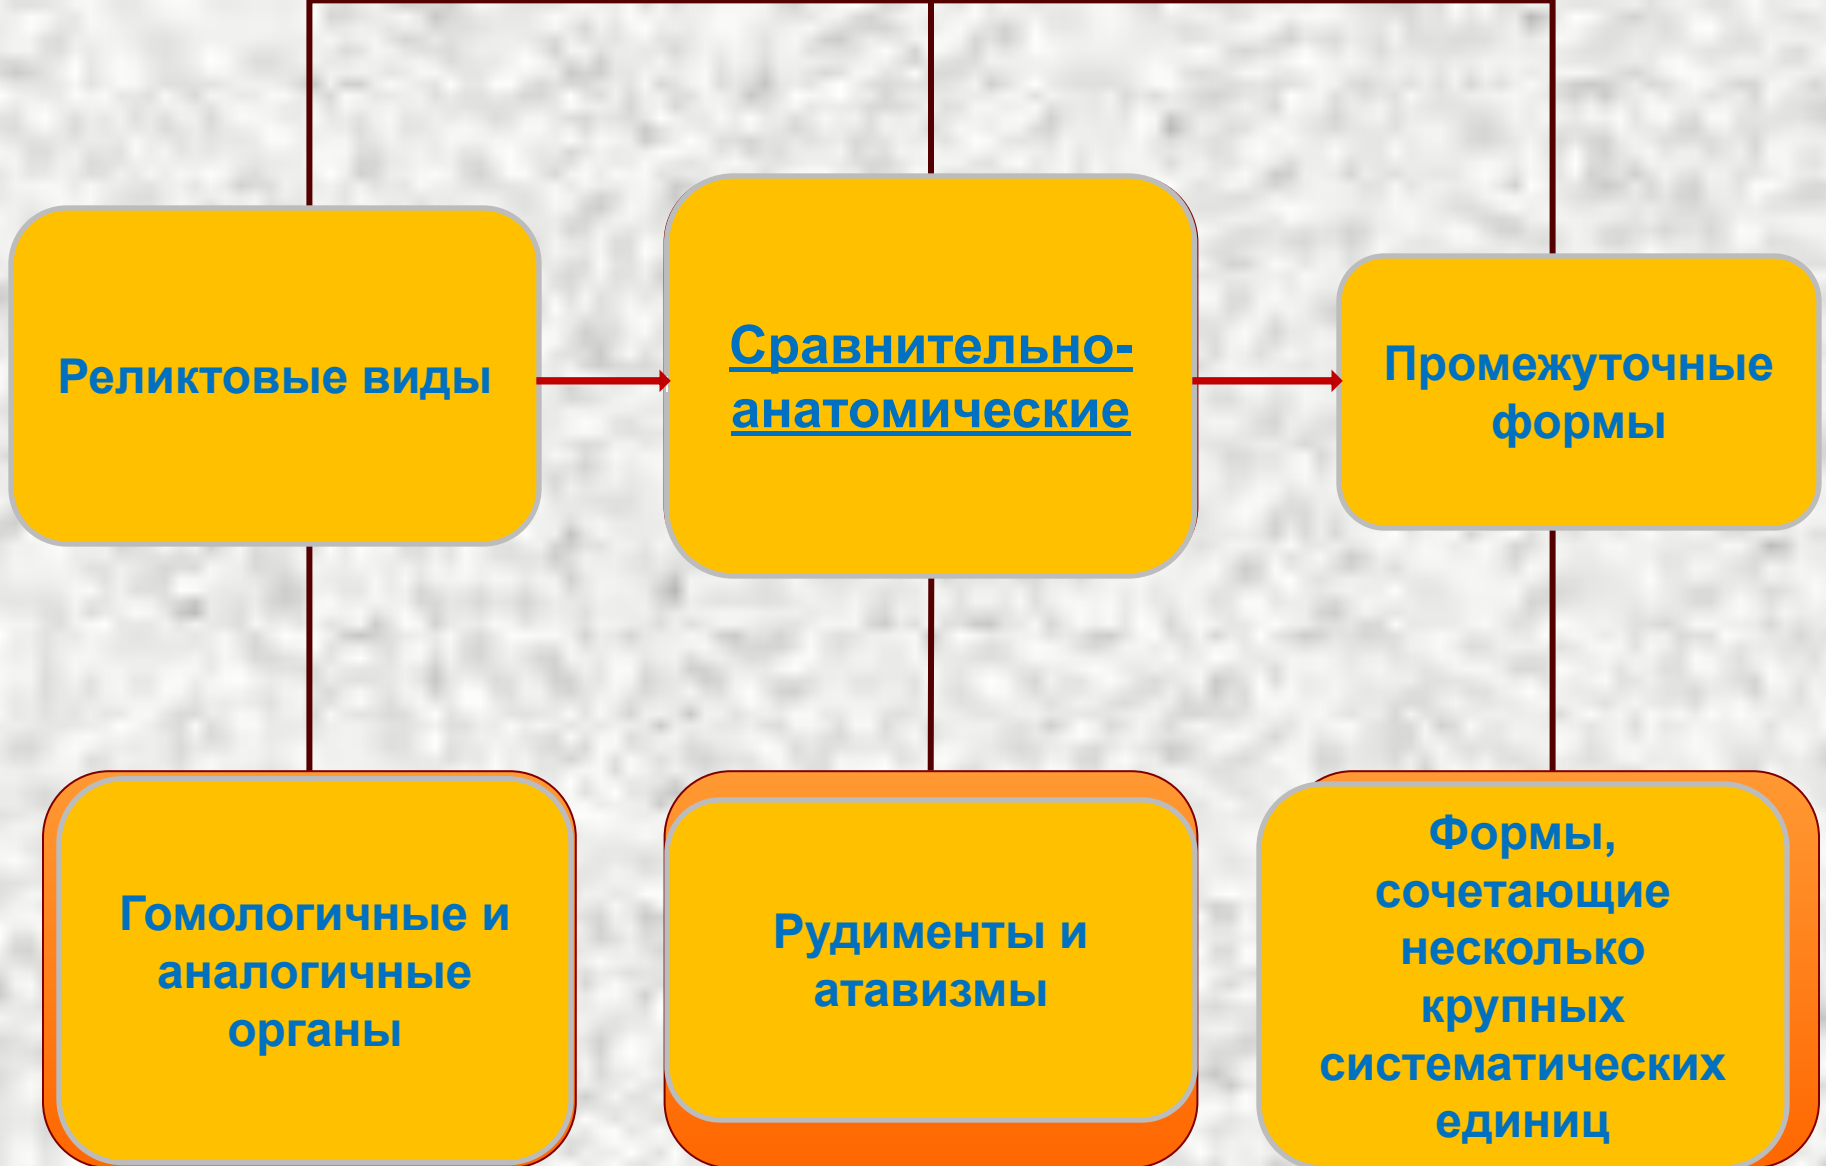 Реликтовые виды
Сравнительно-
анатомические
Промежуточные
формы
Гомологичные и
аналогичные
органы
Рудименты и
атавизмы
Формы,
сочетающие
несколько
крупных
систематических
единиц